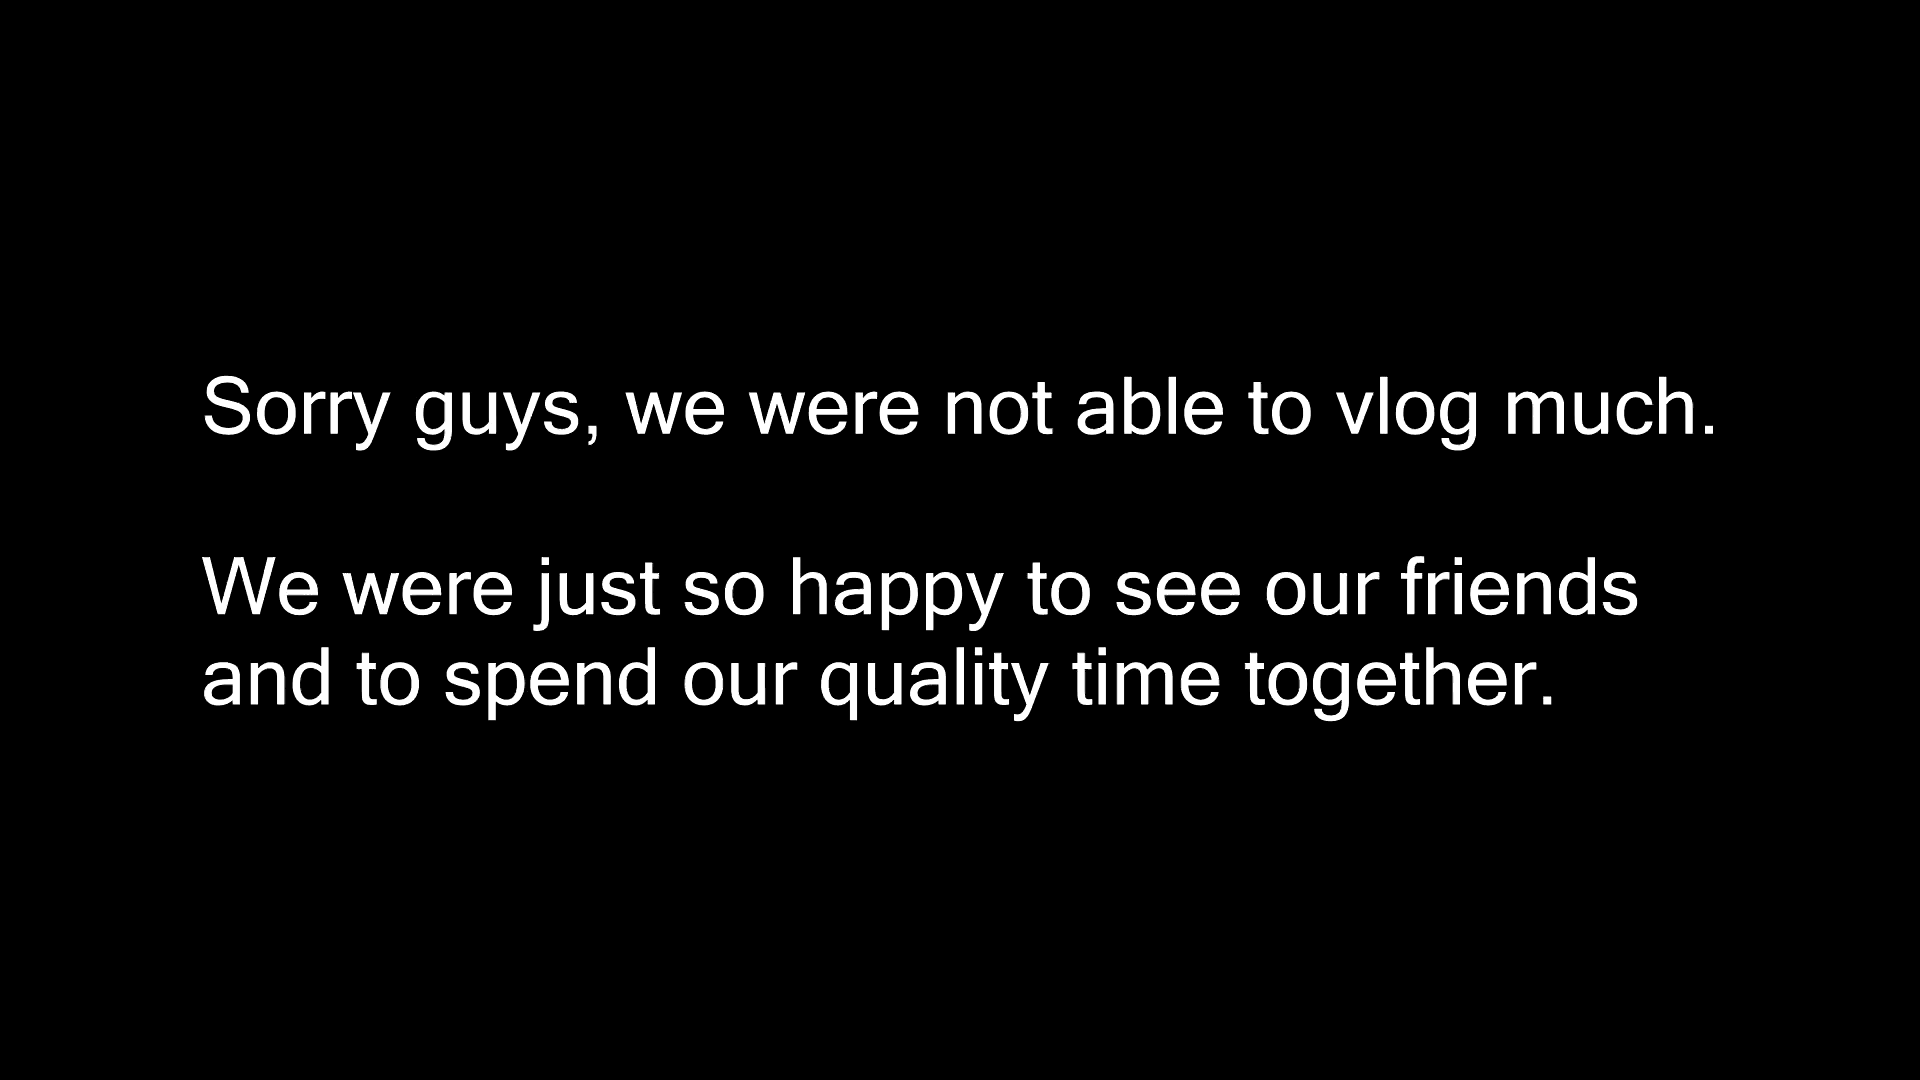 Sorry guys, we were not able to vlog much.
We were just so happy to see our friends
and to spend our quality time together.